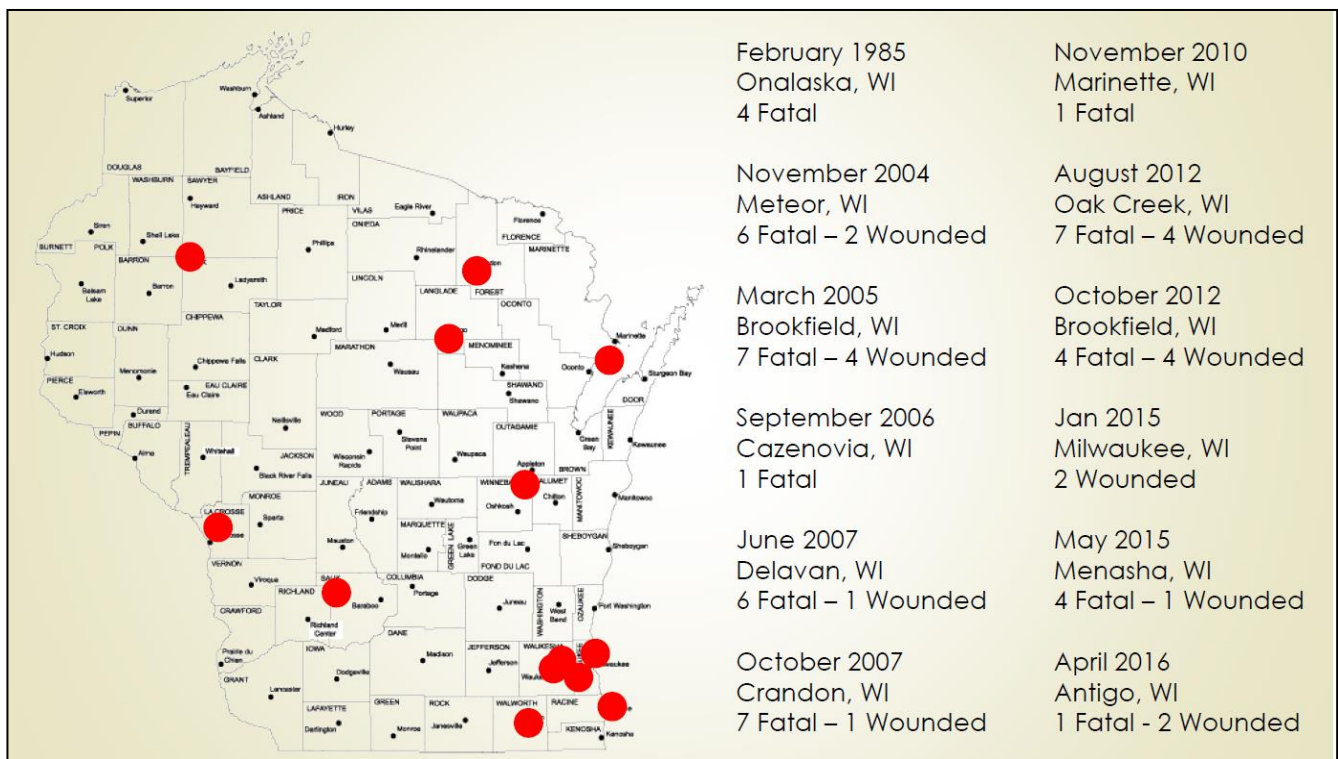 Superior
Washburn
Ashland
Hurley
DOUGLAS
BAYFIELD
WASHBURN
SAWYER
Hayward
ASHLAND
IRON
VILAS
PRICE
Eagle River
ONIEDA
Florence
FLORENCE
Siren
Shell Lake
Phillips
Rhinelander
MARINETTE
BURNETT
POLK
BARRON
Balsam
Lake
Barron
Ladysmith
LINCOLN
LANGLADE
FOREST
OCONTO
TAYLOR
CHIPPEWA
ST. CROIX
DUNN
Medford
Merrill
MENOMINEE
Marinette
Hudson
CLARK
MARATHON
Chippewa Falls
Wausau
Keshena
Oconto
Sturgeon Bay
PIERCE
Menomonie
EAU CLAIRE
Eau Claire
SHAWANO
Shawano
DOOR
Elsworth
Durand
PEPIN
BUFFALO
Neillsville
WOOD
PORTAGE
WAUPACA
OUTAGAMIE
KEWAUNEE
TREMPEALEAU
Stevens
Point
Green
Bay
Kewaunee
Alma
Whitehall
JACKSON
Wisconsin
Rapids
Waupaca
Appleton
BROWN
Black River Falls
JUNEAU
ADAMS
WAUSHARA
Wautoma
MONROE
Chilton
MANITOWOC
Manitowoc
Oshkosh
LA CROSSE
Sparta
Friendship
MARQUETTE
GREEN LAKE
Mauston
Montello
Green
Lake
Fon du Lac
FOND DU LAC
SHEBOYGAN
Sheboygan
VERNON
Viroqua
RICHLAND
SAUK
Baraboo
COLUMBIA
Portage
DODGE
Juneau
WASHINGTON
West
Bend
OZAUKEE
Port Washington
CRAWFORD
Richland
Center
Prairie du
Chien
IOWA
DANE
Madison
JEFFERSON
Jefferson
GRANT
Dodgeville
Lancaster
LAFAYETTE
Darlington
GREEN
Monroe
ROCK
Janesville
WALWORTH
RACINE
KENOSHA
Kenosha
February 1985
Onalaska, WI
4 Fatal
November 2004
Meteor, WI
6 Fatal – 2 Wounded
March 2005
Brookfield, WI
7 Fatal – 4 Wounded
September 2006
Cazenovia, WI
1 Fatal
June 2007
Delavan, WI
6 Fatal – 1 Wounded
October 2007
Crandon, WI
7 Fatal – 1 Wounded
November 2010
Marinette, WI
1 Fatal
August 2012
Oak Creek, WI
7 Fatal – 4 Wounded
October 2012
Brookfield, WI
4 Fatal – 4 Wounded
Jan 2015
Milwaukee, WI
2 Wounded
May 2015
Menasha, WI
4 Fatal – 1 Wounded
April 2016
Antigo, WI
1 Fatal - 2 Wounded